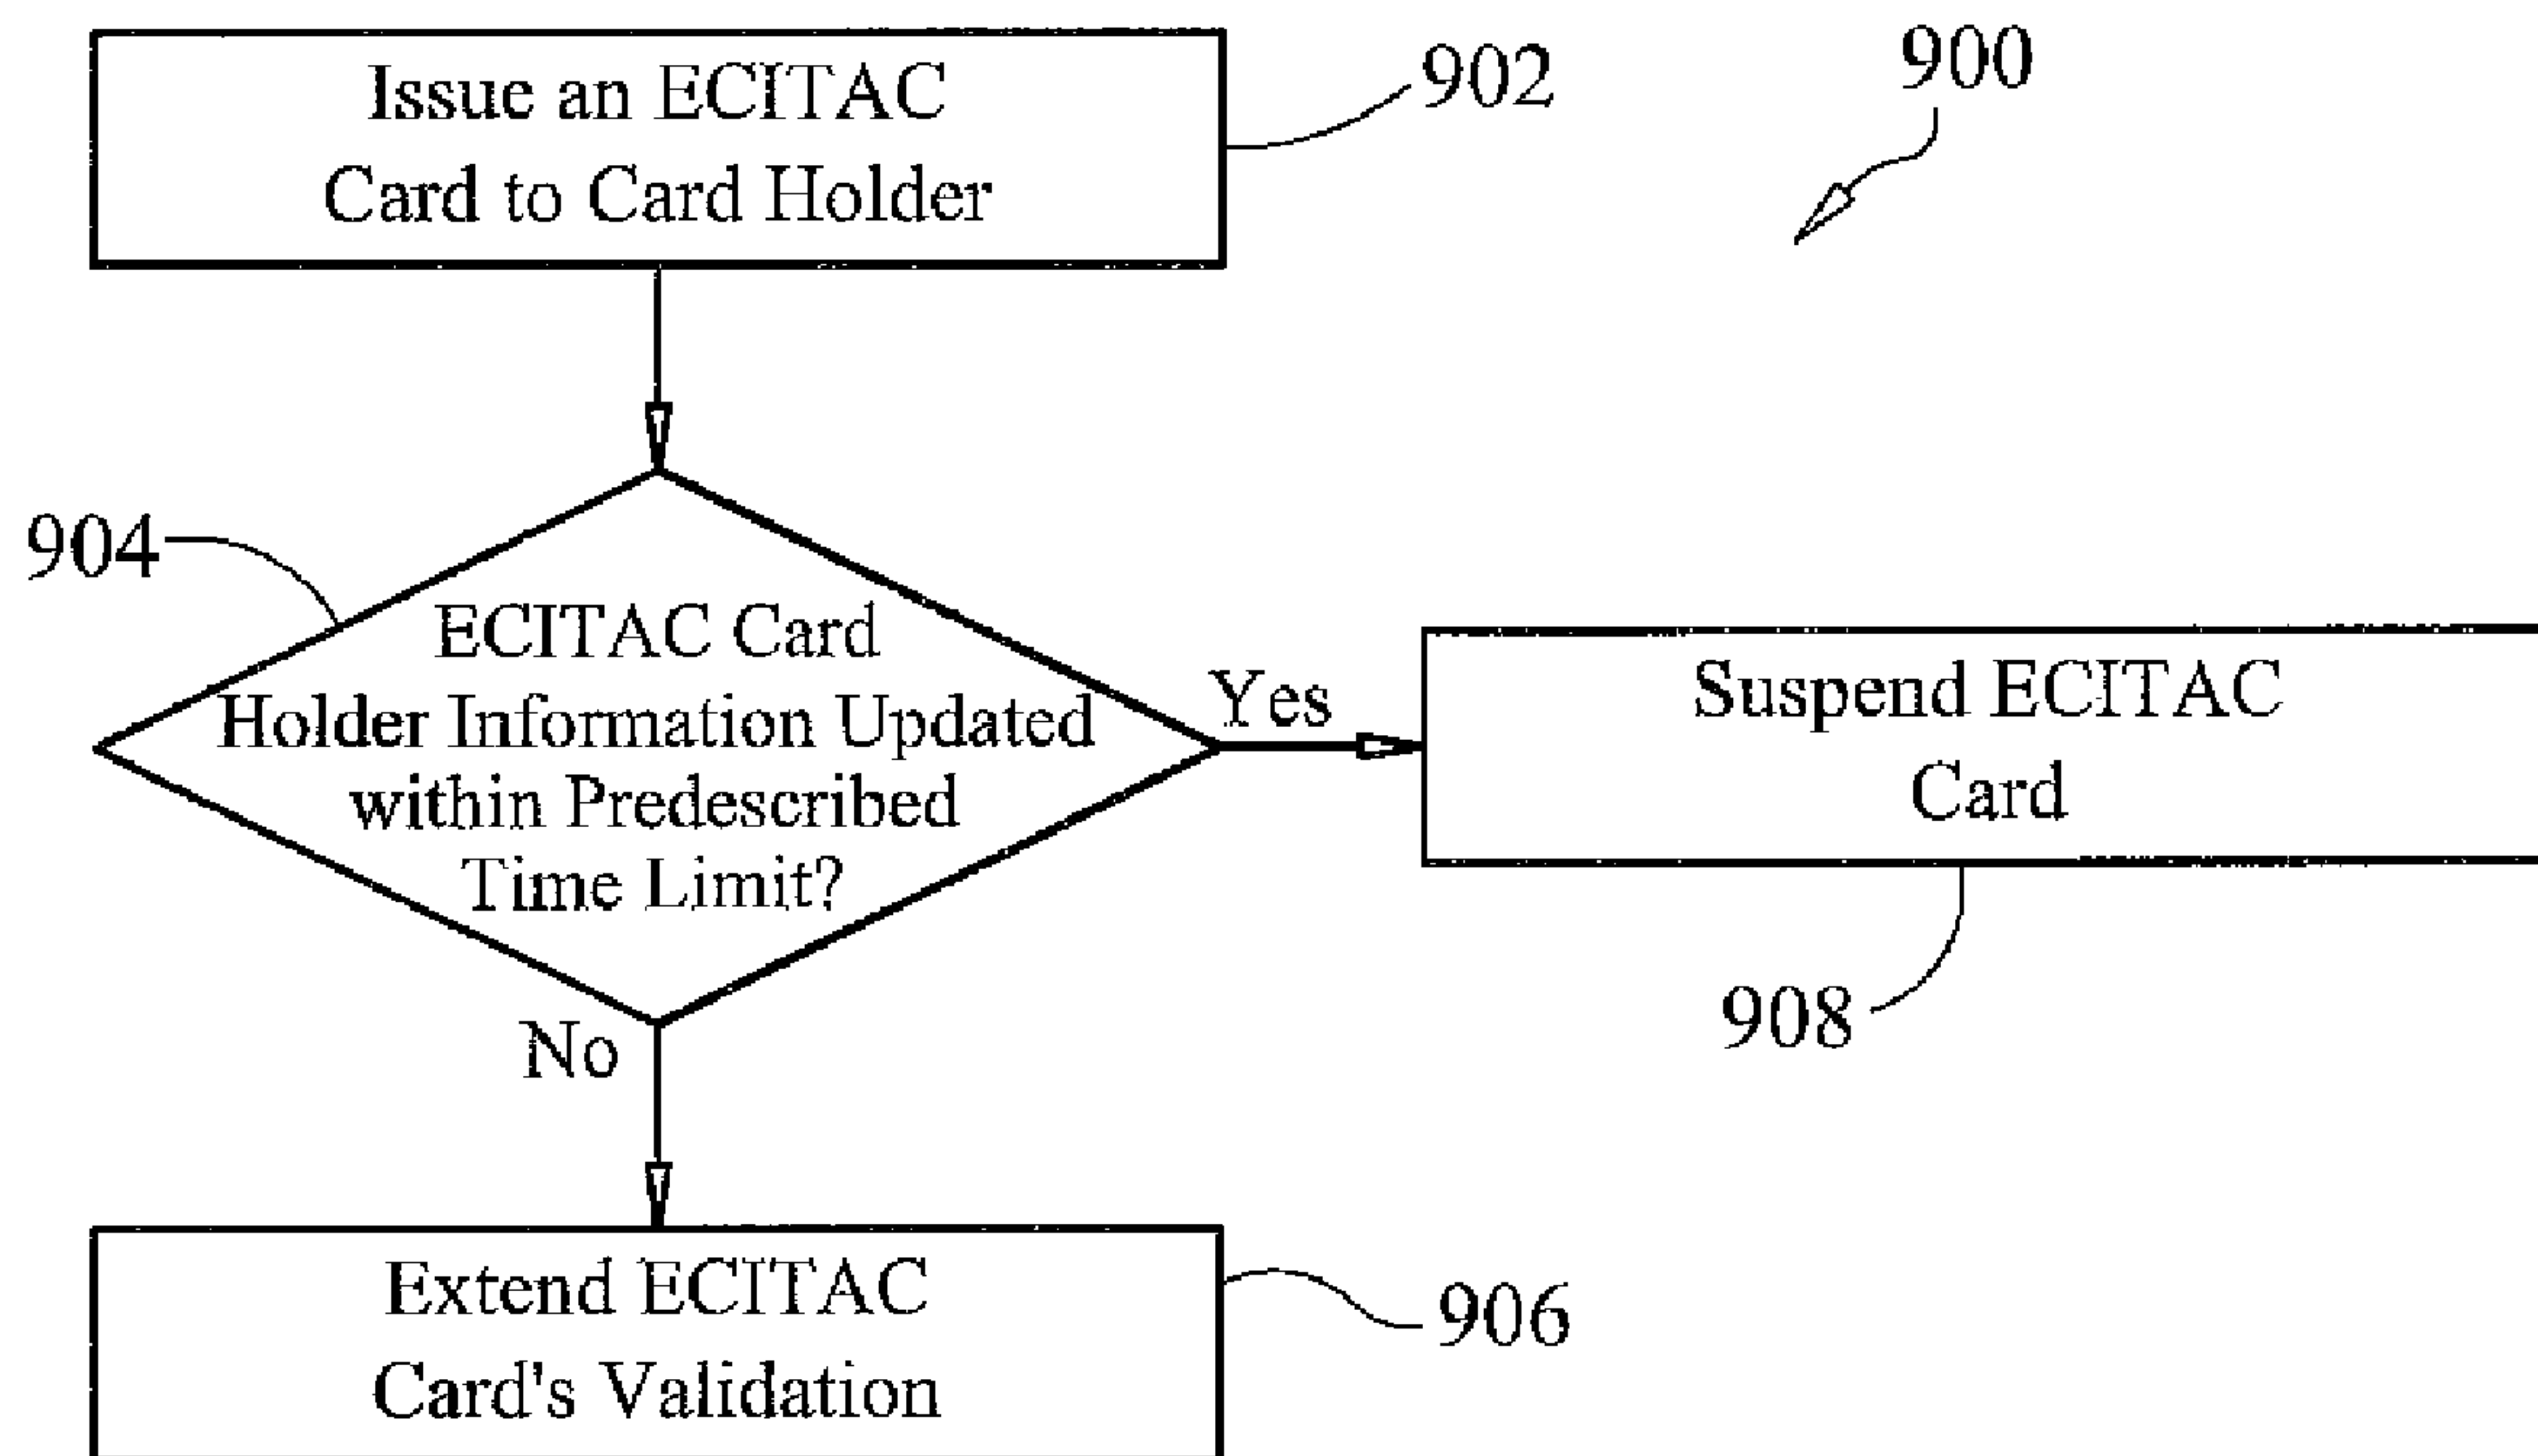 Issue an ECITAC
Card to Card Holder
902
900
904
ECITAC Card
Holder Information Updated
within Predescribed
Time Limit?
Yes
Suspend ECITAC
Card
908
No
Extend ECITAC
Card's Validation
906